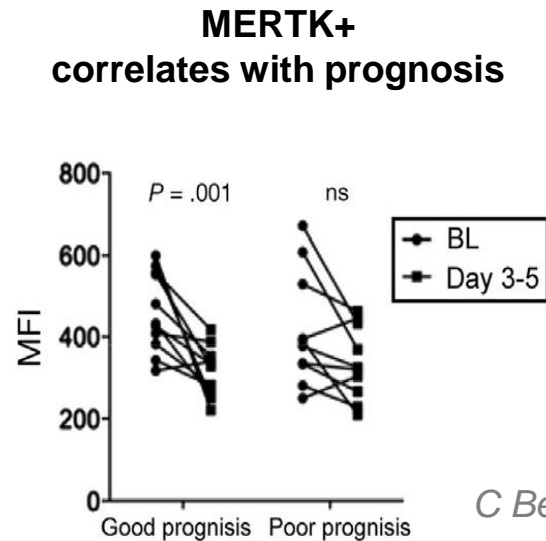 MERTK+
correlates with prognosis
800
600
400
200
0
MFI
P = .001
ns
BL
Day 3-5
Good prognisis
Poor prognisis
C Be